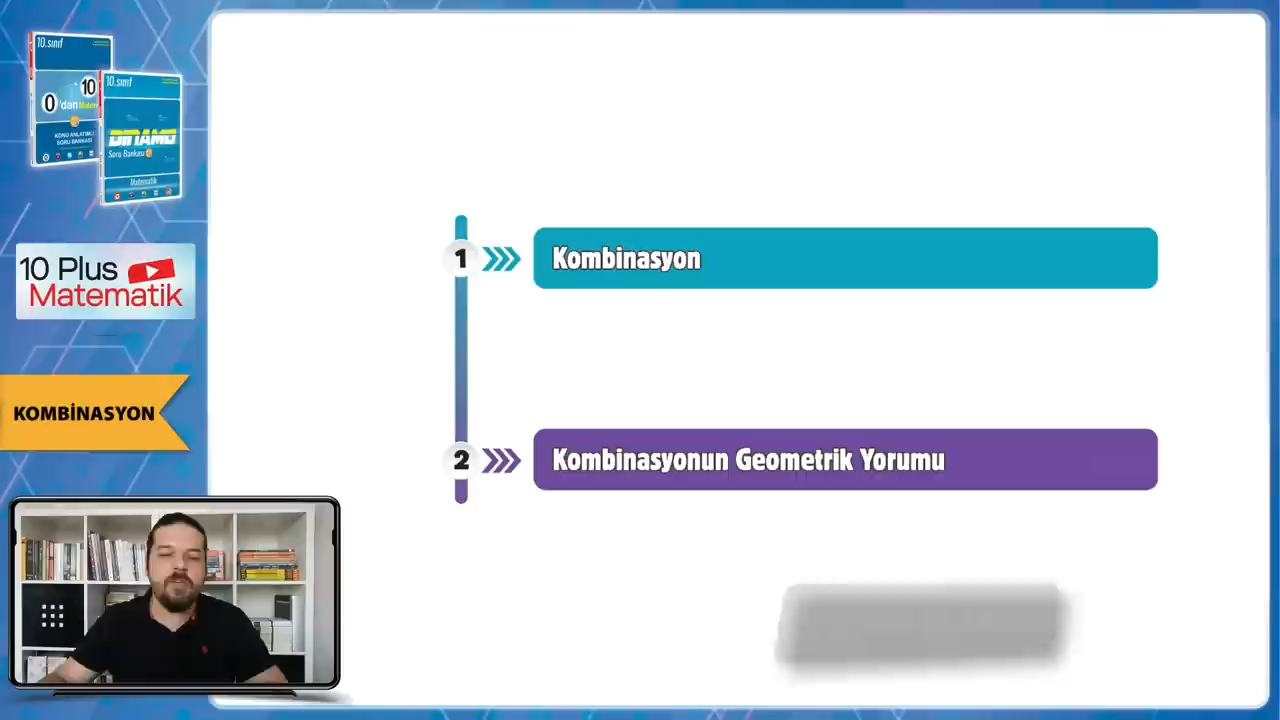 10.sınıf
0'dan 10
KONU ANLATIMLI
SORU BANKASI
10.sınıf
DİNAMO
Soru Bankası
Matematik
10 Plus
Matematik
KOMBİNASYON
1
Kombinasyon
2
Kombinasyonun Geometrik Yorumu